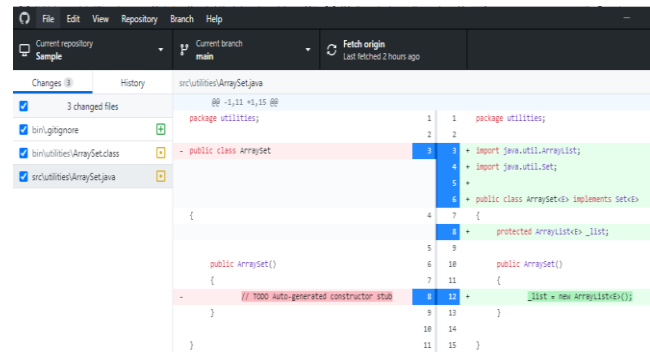 File Edit View Repository Branch Help
Current repository
Sample
Current branch
main
Fetch origin
Last fetched 2 hours ago
Changes 3 History
3 changed files
bin\.gitignore
bin\utilities\ArraySet.class
src\utilities\ArraySet.java
src\utilities\ArraySet.java
@@ -1,11 +1,15 @@
package utilities; 1 1 package utilities;
2 2
- public class ArraySet 3 3 + import java.util.ArrayList;
4 + import java.util.Set;
5 +
6 + public class ArraySet<E> implements Set<E>
{ 4 7 {
8 + protected ArrayList<E> _list;
5 9
public ArraySet() 6 10 public ArraySet()
{ 7 11 {
- // TODO Auto-generated constructor stub 8 12 + _list = new ArrayList<E>();
} 9 13 }
10 14
} 11 15 }